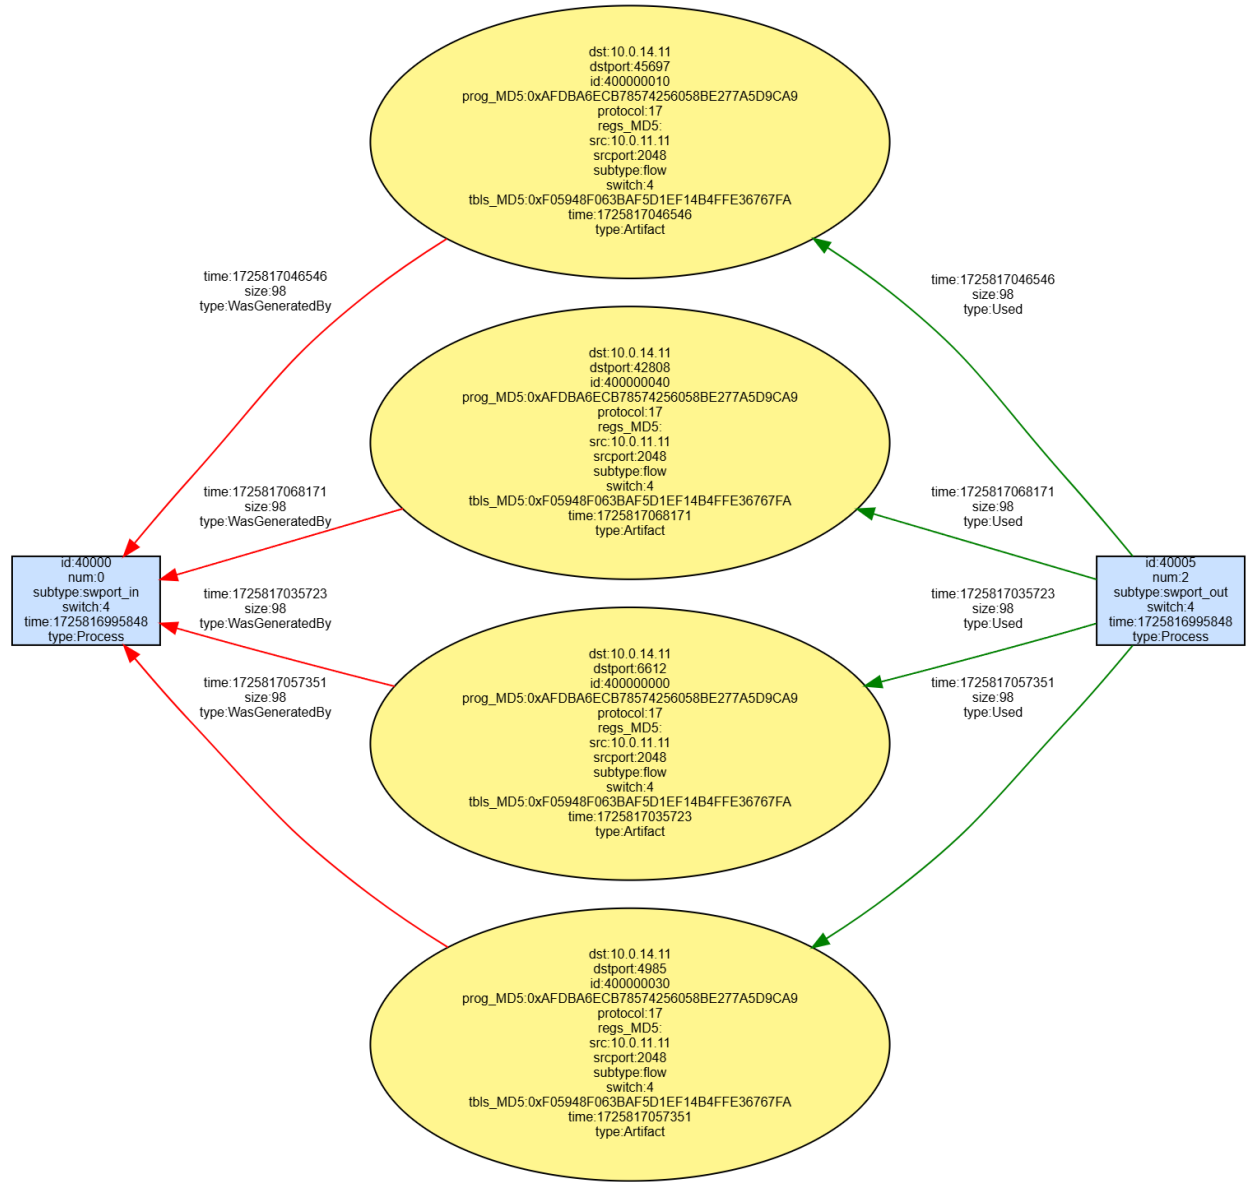 dst:10.0.14.11
dstport:45697
id:400000010
prog_MD5:0xAFDBA6ECB78574256058BE277A5D9CA9
protocol:17
regs_MD5:
src:10.0.11.11
srcport:2048
subtype:flow
switch:4
tbls_MD5:0xF05948F063BAF5D1EF14B4FFE36767FA
time:1725817046546
type:Artifact
time:1725817046546
size:98
type:WasGeneratedBy
time:1725817046546
size:98
type:Used
dst:10.0.14.11
dstport:42808
id:400000040
prog_MD5:0xAFDBA6ECB78574256058BE277A5D9CA9
protocol:17
regs_MD5:
src:10.0.11.11
srcport:2048
subtype:flow
switch:4
tbls_MD5:0xF05948F063BAF5D1EF14B4FFE36767FA
time:1725817068171
type:Artifact
time:1725817068171
size:98
type:WasGeneratedBy
time:1725817068171
size:98
type:Used
id:40000
num:0
subtype:swport_in
switch:4
time:1725816995848
type:Process
id:40005
num:2
subtype:swport_out
switch:4
time:1725816995848
type:Process
time:1725817035723
size:98
type:WasGeneratedBy
time:1725817035723
size:98
type:Used
dst:10.0.14.11
dstport:6612
id:400000000
prog_MD5:0xAFDBA6ECB78574256058BE277A5D9CA9
protocol:17
regs_MD5:
src:10.0.11.11
srcport:2048
subtype:flow
switch:4
tbls_MD5:0xF05948F063BAF5D1EF14B4FFE36767FA
time:1725817035723
type:Artifact
time:1725817057351
size:98
type:WasGeneratedBy
time:1725817057351
size:98
type:Used
dst:10.0.14.11
dstport:4985
id:400000030
prog_MD5:0xAFDBA6ECB78574256058BE277A5D9CA9
protocol:17
regs_MD5:
src:10.0.11.11
srcport:2048
subtype:flow
switch:4
tbls_MD5:0xF05948F063BAF5D1EF14B4FFE36767FA
time:1725817057351
type:Artifact